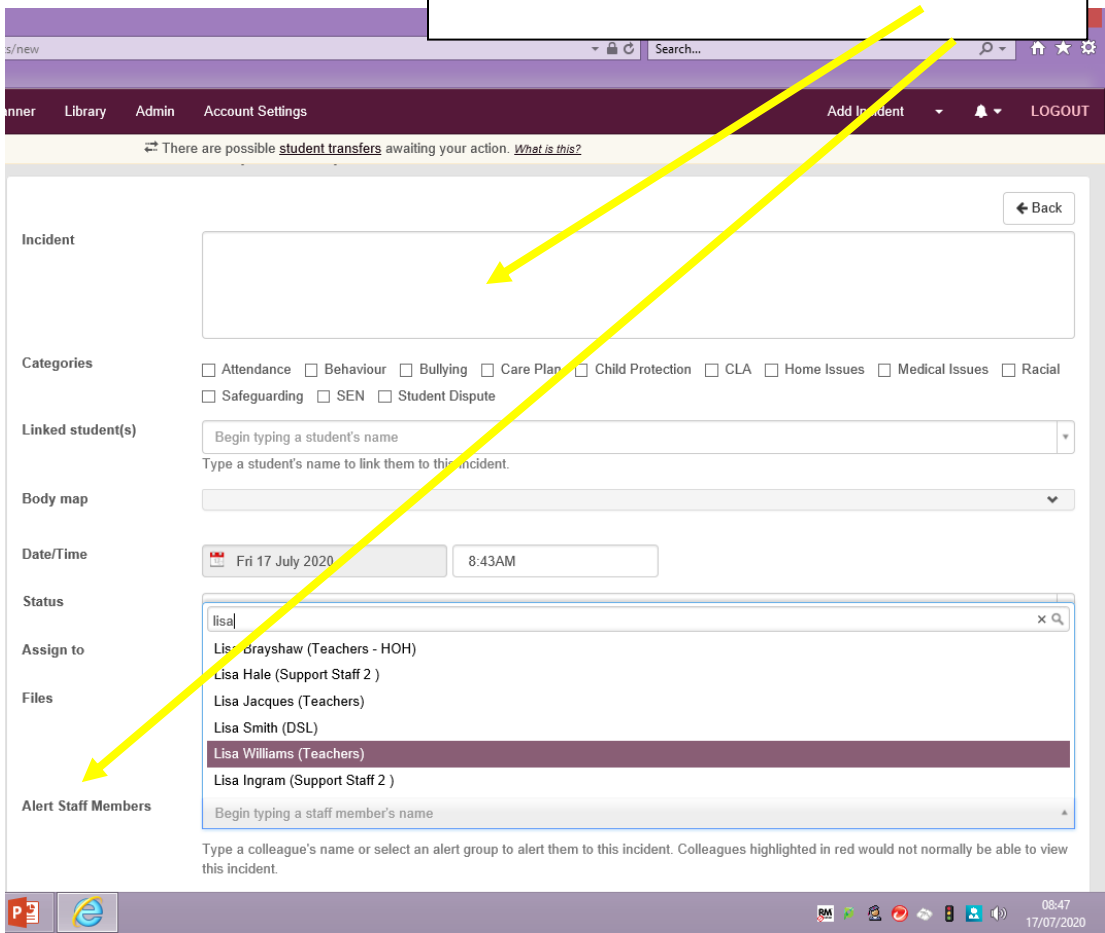 s/new
Search...
nner Library Admin Account Settings Add Incident LOGOUT
There are possible student transfers awaiting your action. What is this?
Back
Incident
Categories
Attendance Behaviour Bullying Care Plan Child Protection CLA Home Issues Medical Issues Racial
Safeguarding SEN Student Dispute
Linked student(s)
Begin typing a student's name
Type a student's name to link them to this incident.
Body map
Date/Time
Fri 17 July 2020 8:43AM
Status
lisa
Assign to
Lisa Brayshaw (Teachers - HOH)
Lisa Hale (Support Staff 2 )
Files
Lisa Jacques (Teachers)
Lisa Smith (DSL)
Lisa Williams (Teachers)
Lisa Ingram (Support Staff 2 )
Alert Staff Members
Begin typing a staff member's name
Type a colleague's name or select an alert group to alert them to this incident. Colleagues highlighted in red would not normally be able to view
this incident.
P RM 08:47
17/07/2020